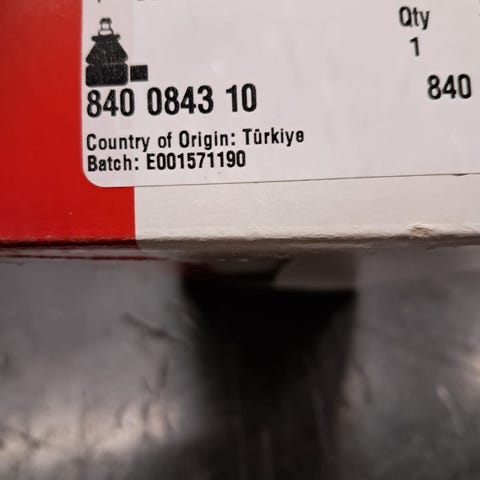 Qty
1
840 0843 10
840
Country of Origin: Türkiye
Batch: E001571190